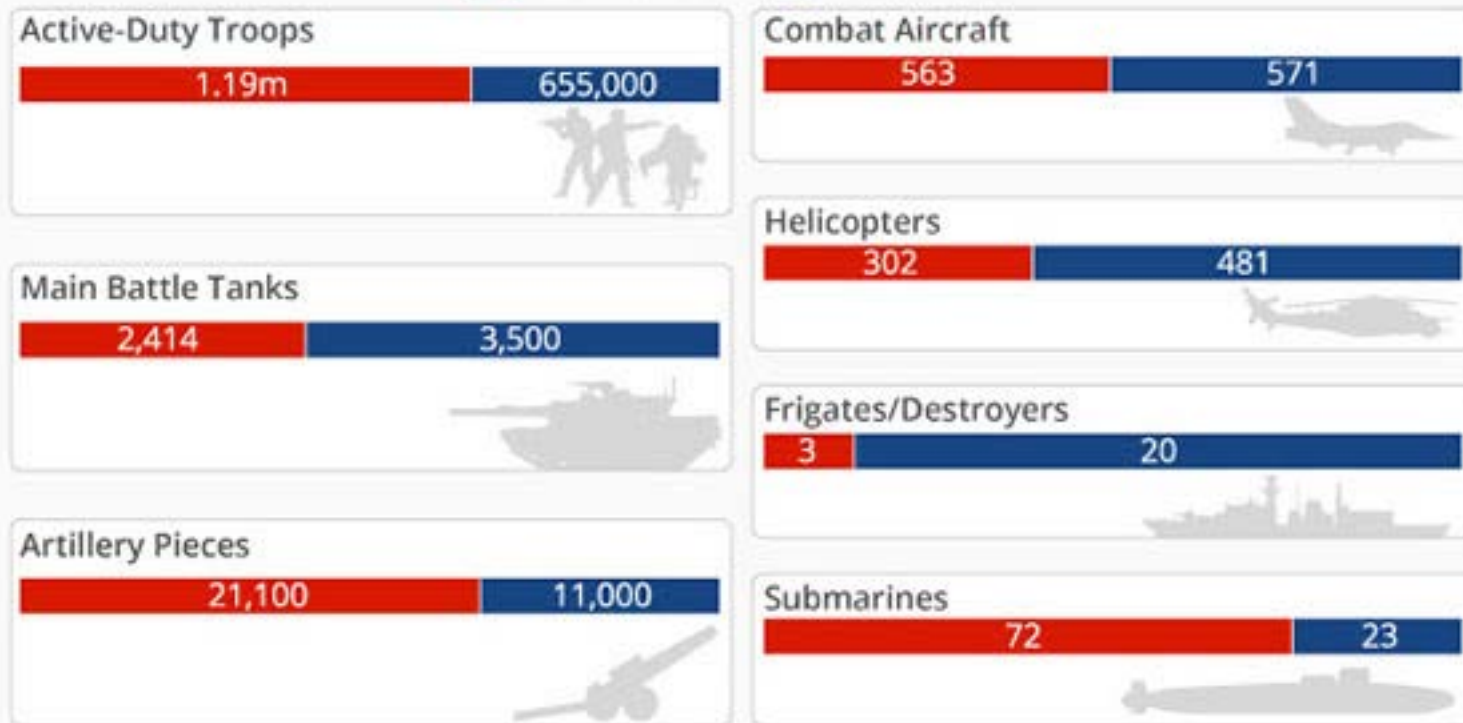 Active-Duty Troops
1.19m 655,000
Main Battle Tanks
2,414 3,500
Artillery Pieces
21,100 11,000
Combat Aircraft
563 571
Helicopters
302 481
Frigates/Destroyers
3 20
Submarines
72 23